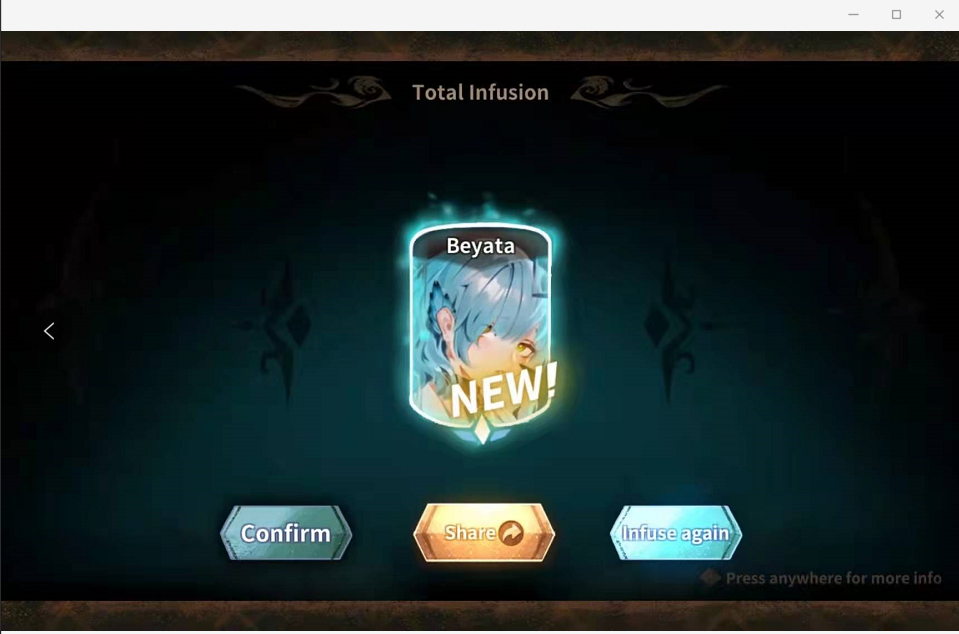 Total Infusion
Beyata
NEW!
Confirm
Share
Infuse again
Press anywhere for more info